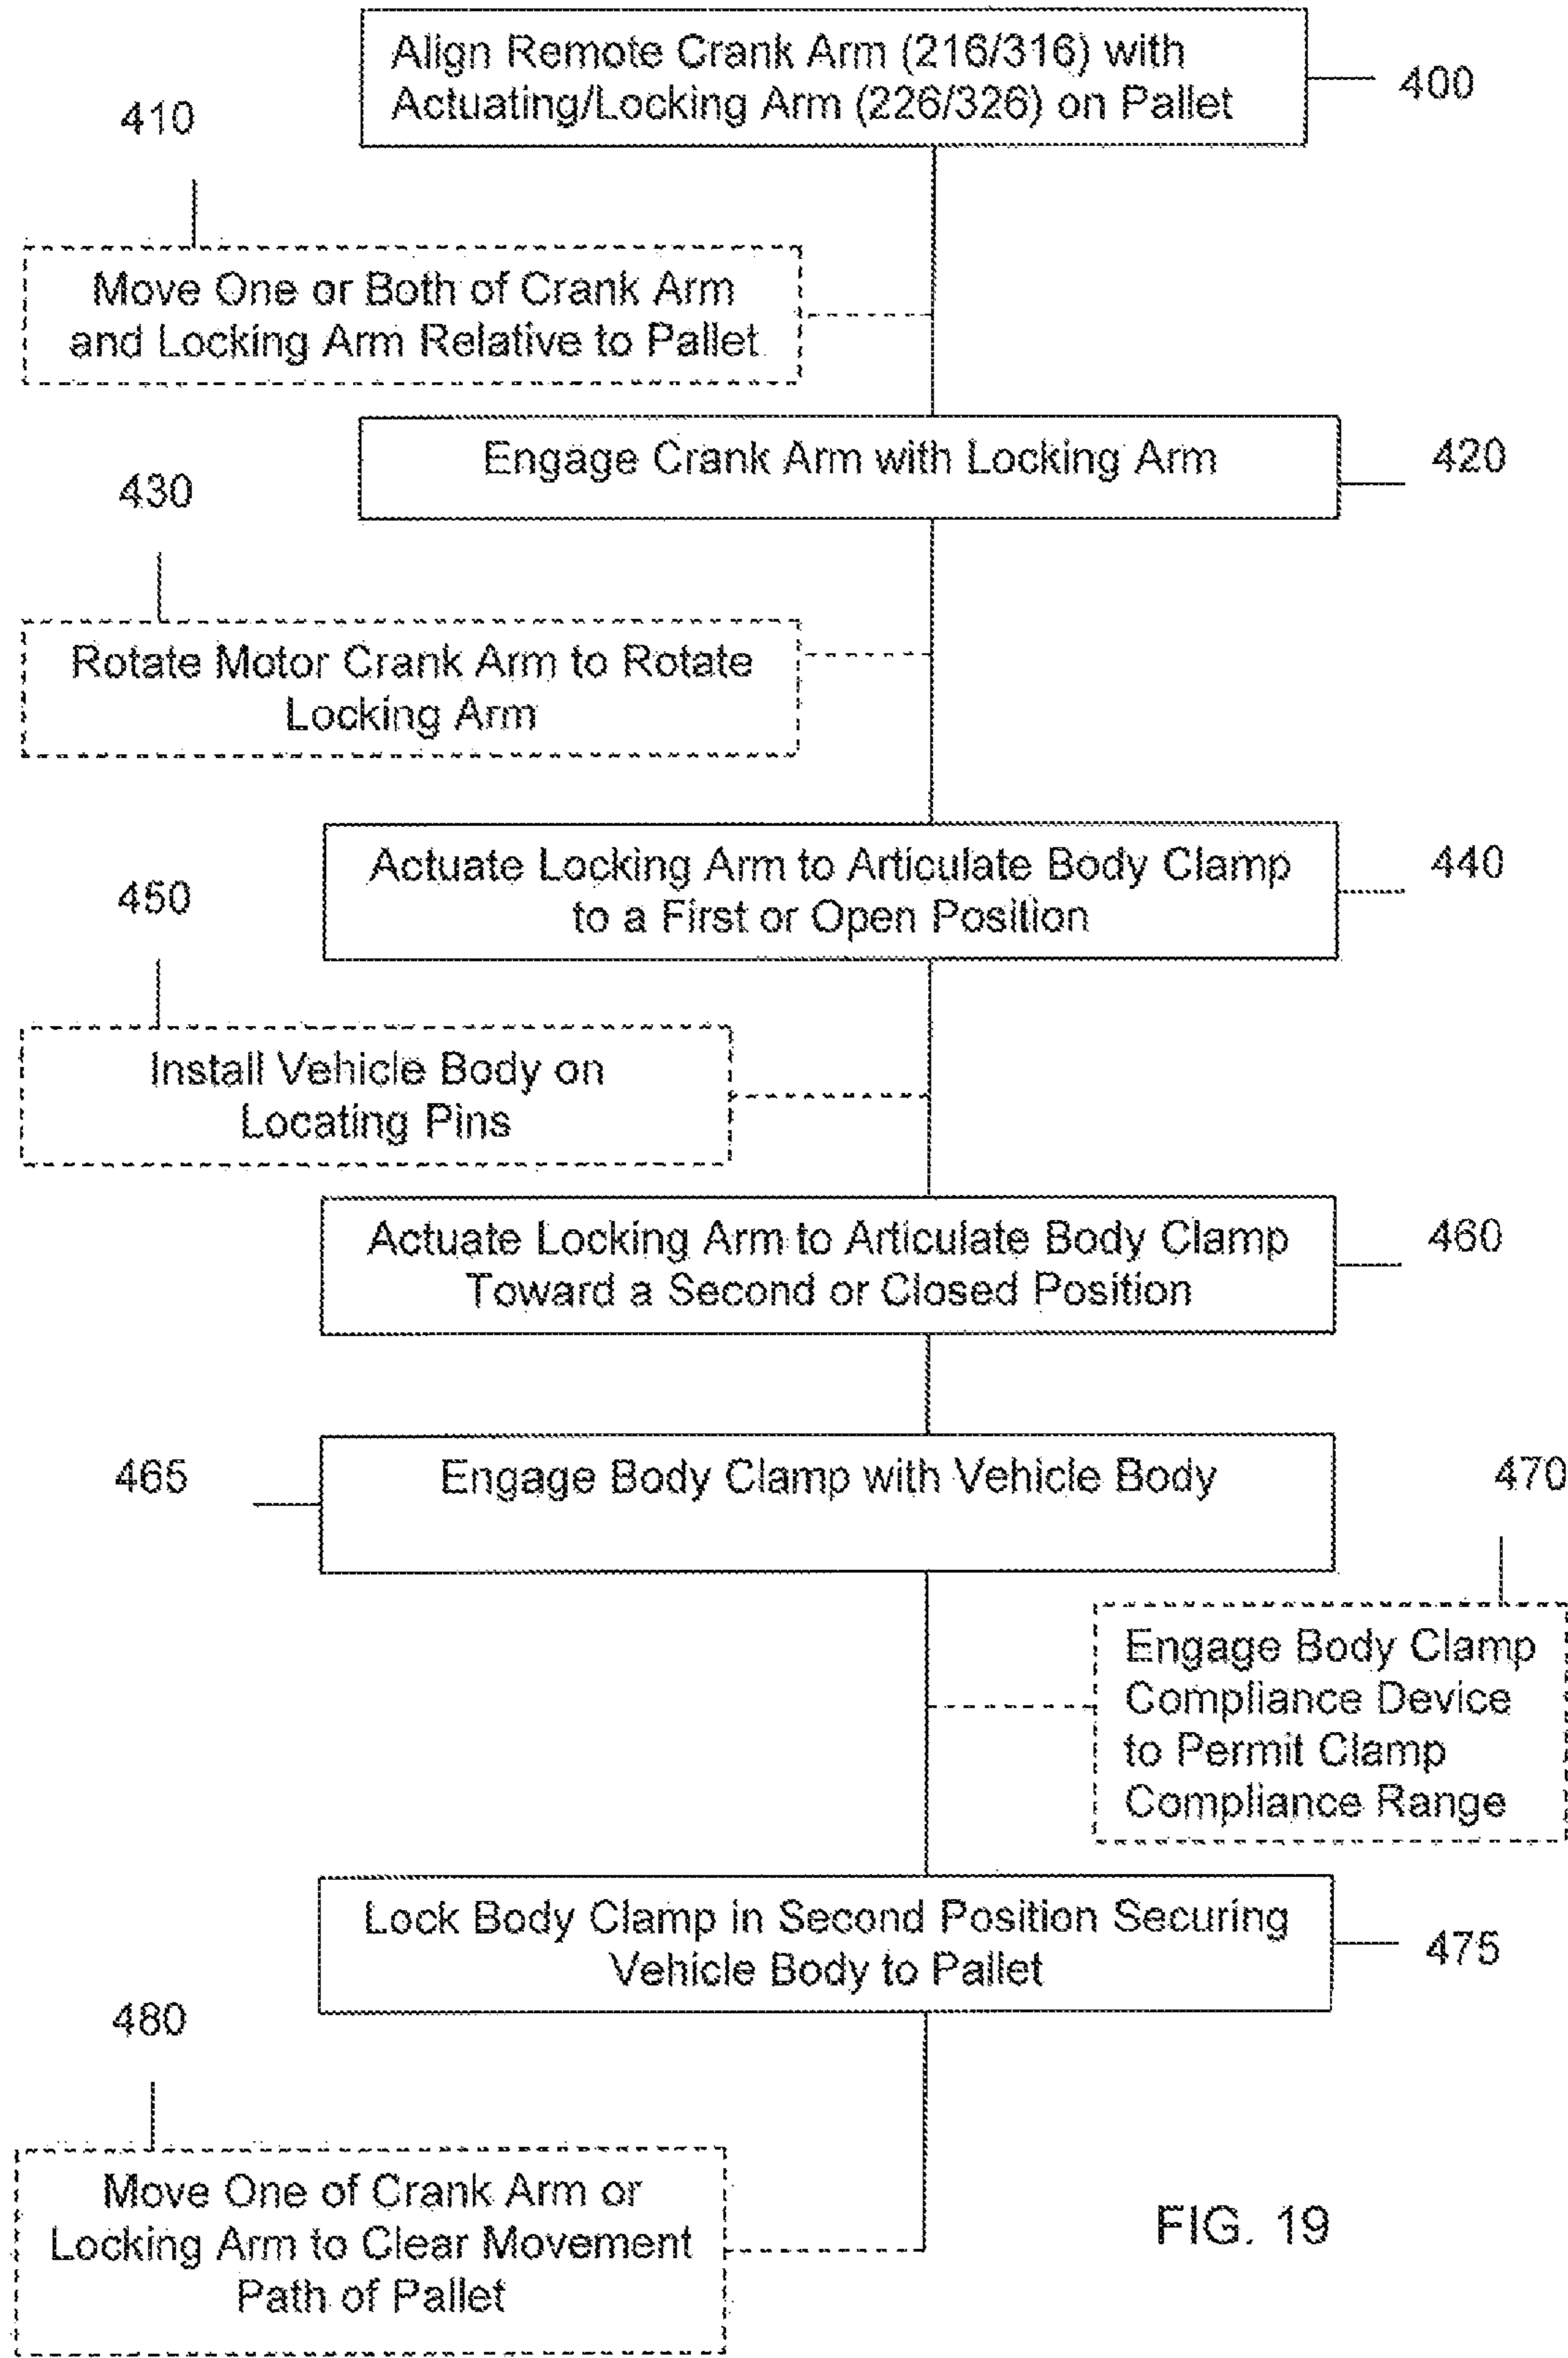 Align Remote Crank Arm (216/316) with
Actuating/Locking Arm (226/326) on Pallet
400
410
Move One or Both of Crank Arm
and Locking Arm Relative to Pallet
Engage Crank Arm with Locking Arm
420
430
Rotate Motor Crank Arm to Rotate
Locking Arm
Actuate Locking Arm to Articulate Body Clamp
to a First or Open Position
440
450
Install Vehicle Body on
Locating Pins
Actuate Locking Arm to Articulate Body Clamp
Toward a Second or Closed Position
460
465
Engage Body Clamp with Vehicle Body
470
Engage Body Clamp
Compliance Device
to Permit Clamp
Compliance Range
Lock Body Clamp in Second Position Securing
Vehicle Body to Pallet
475
480
Move One of Crank Arm or
Locking Arm to Clear Movement
Path of Pallet
FIG. 19